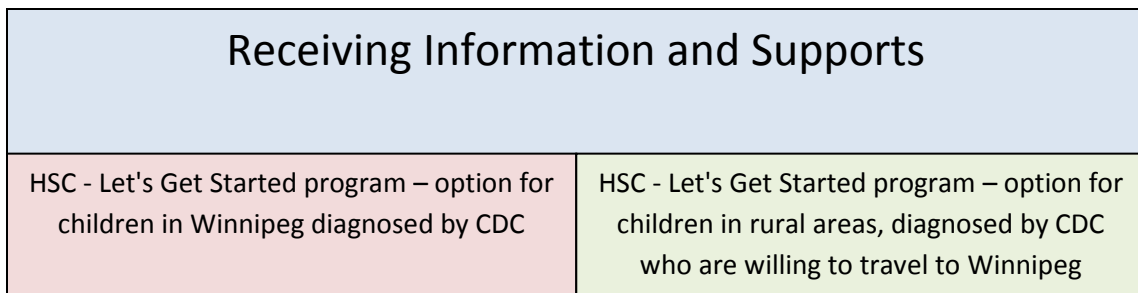 Receiving Information and Supports
HSC - Let's Get Started program – option for
children in Winnipeg diagnosed by CDC
HSC - Let's Get Started program – option for
children in rural areas, diagnosed by CDC
who are willing to travel to Winnipeg